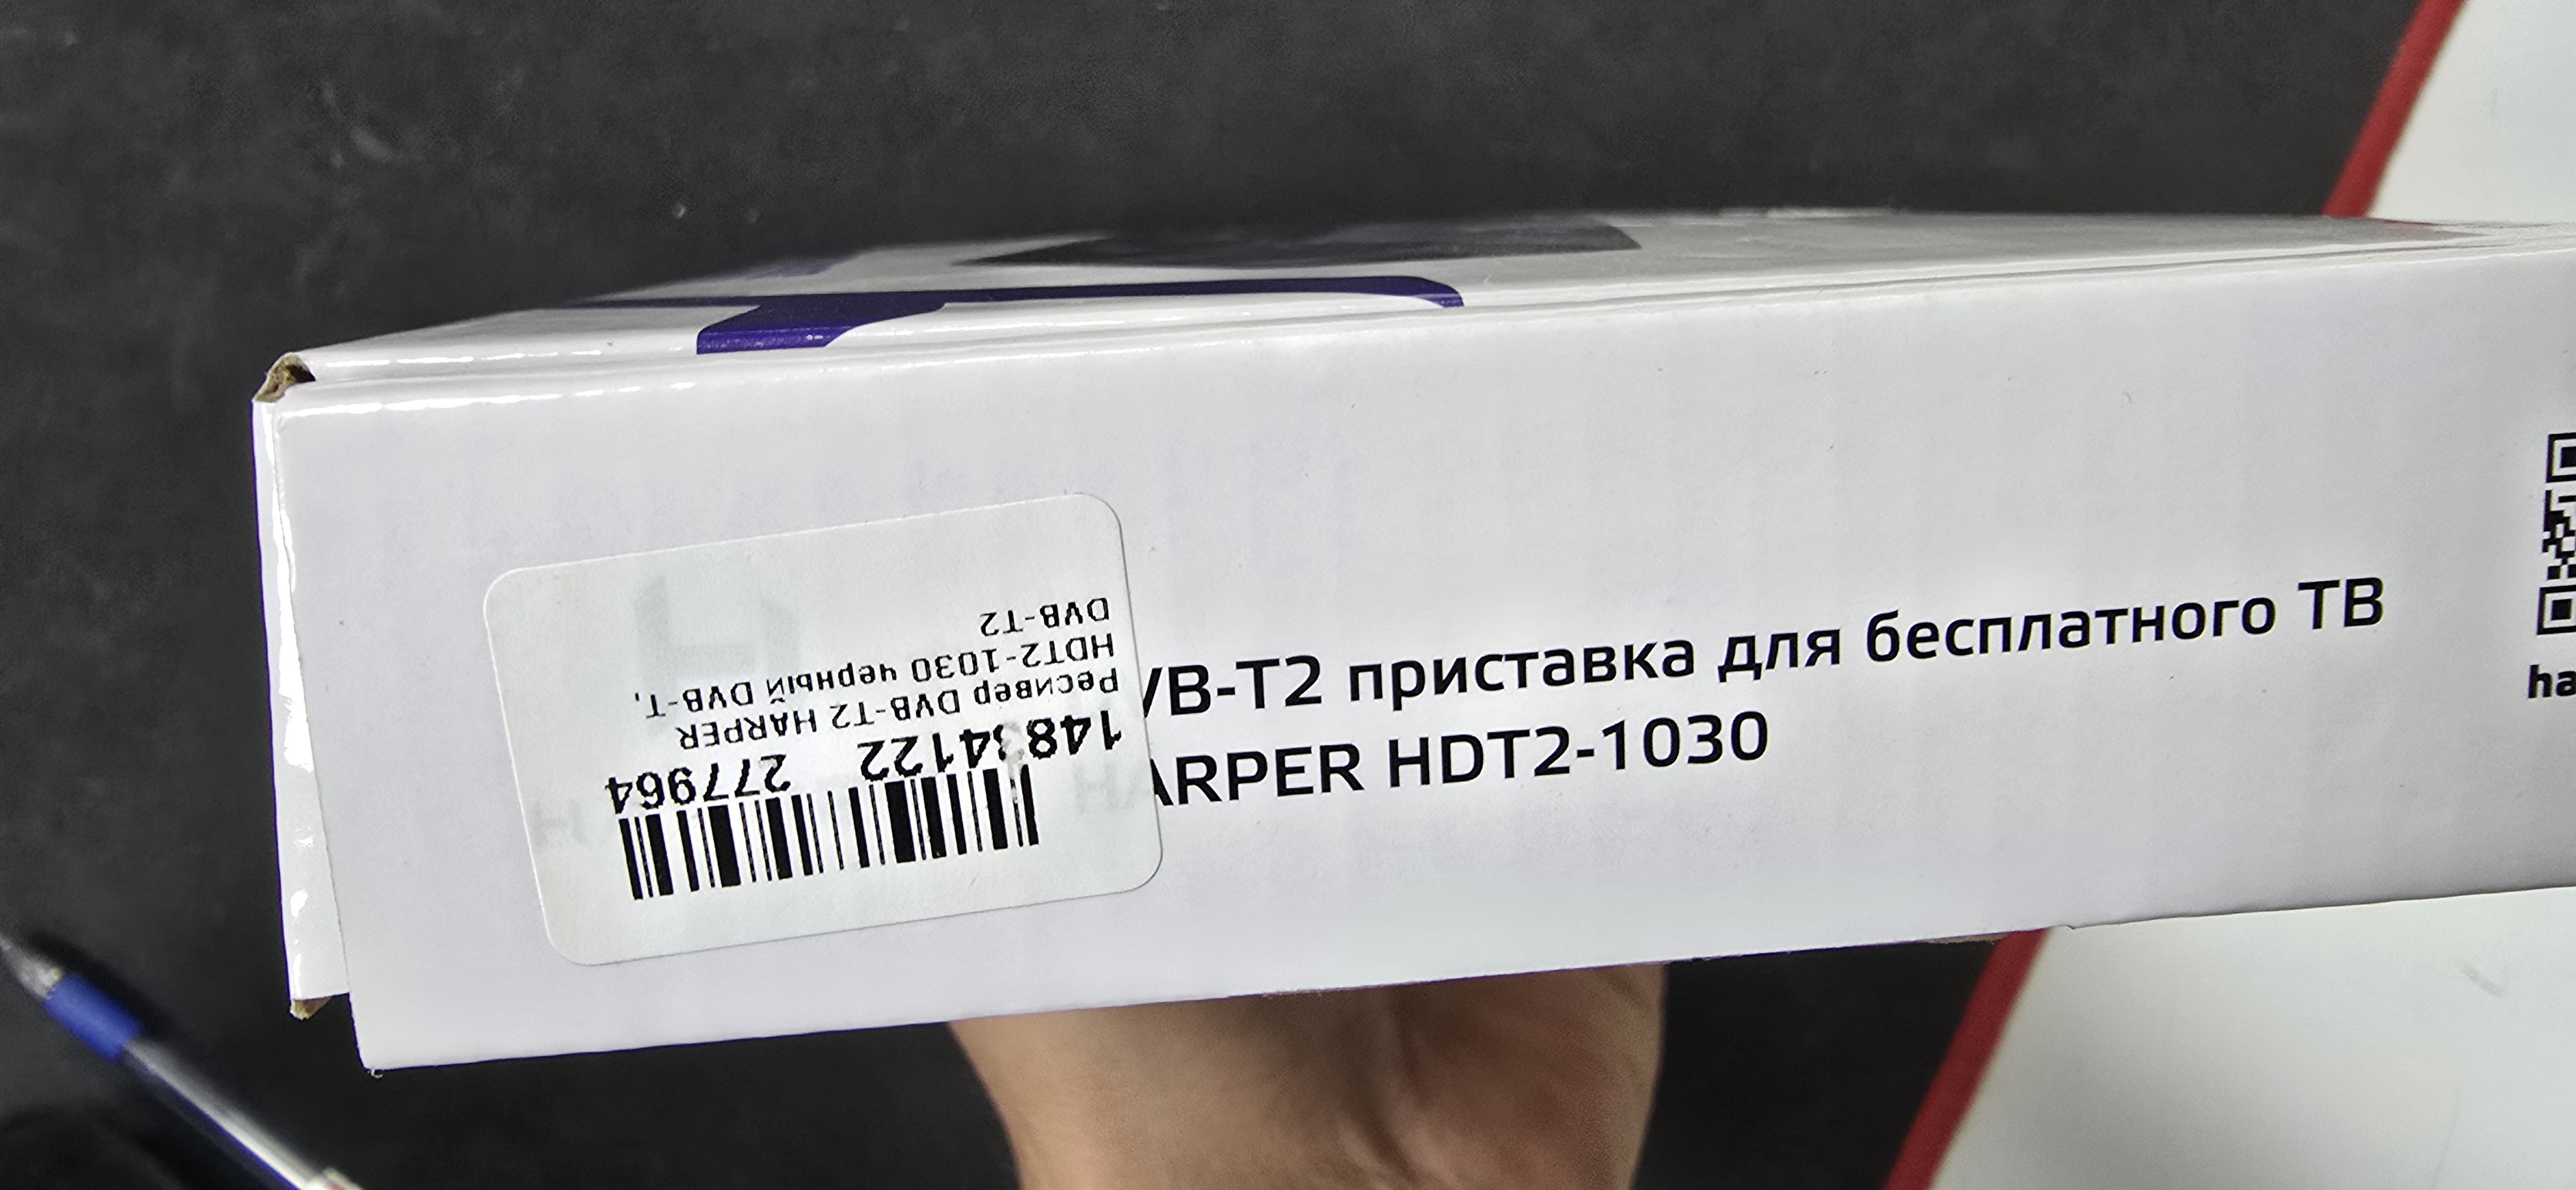 VB-T2 приставка для бесплатного ТВ
ARPER HDT2-1030
277964
Ресивер DVB-T2 HARPER
HDT2-1030 черный DVB-T,
DVB-T2
ha